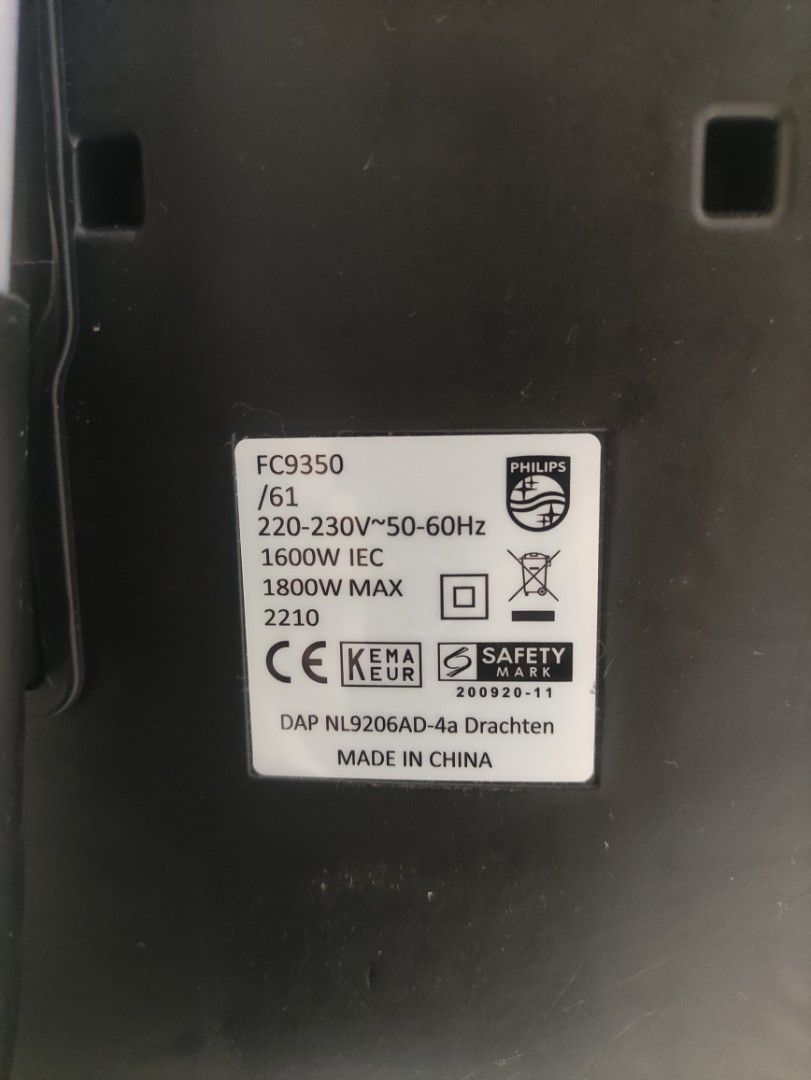 FC9350
/61
220-230V~50-60Hz
1600W IEC
1800W MAX
2210
PHILIPS
CE
KEMA
EUR
SAFETY
MARK
200920-11
DAP NL9206AD-4a Drachten
MADE IN CHINA